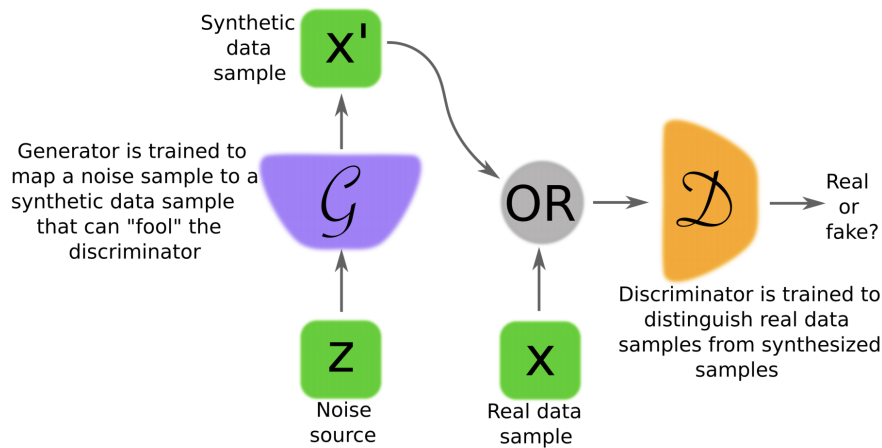 Synthetic
data
sample
x'
Generator is trained to
map a noise sample to a
synthetic data sample
that can "fool" the
discriminator
G
z
Noise
source
OR
x
Real data
sample
D
Real
or
fake?
Discriminator is trained to
distinguish real data
samples from synthesized
samples